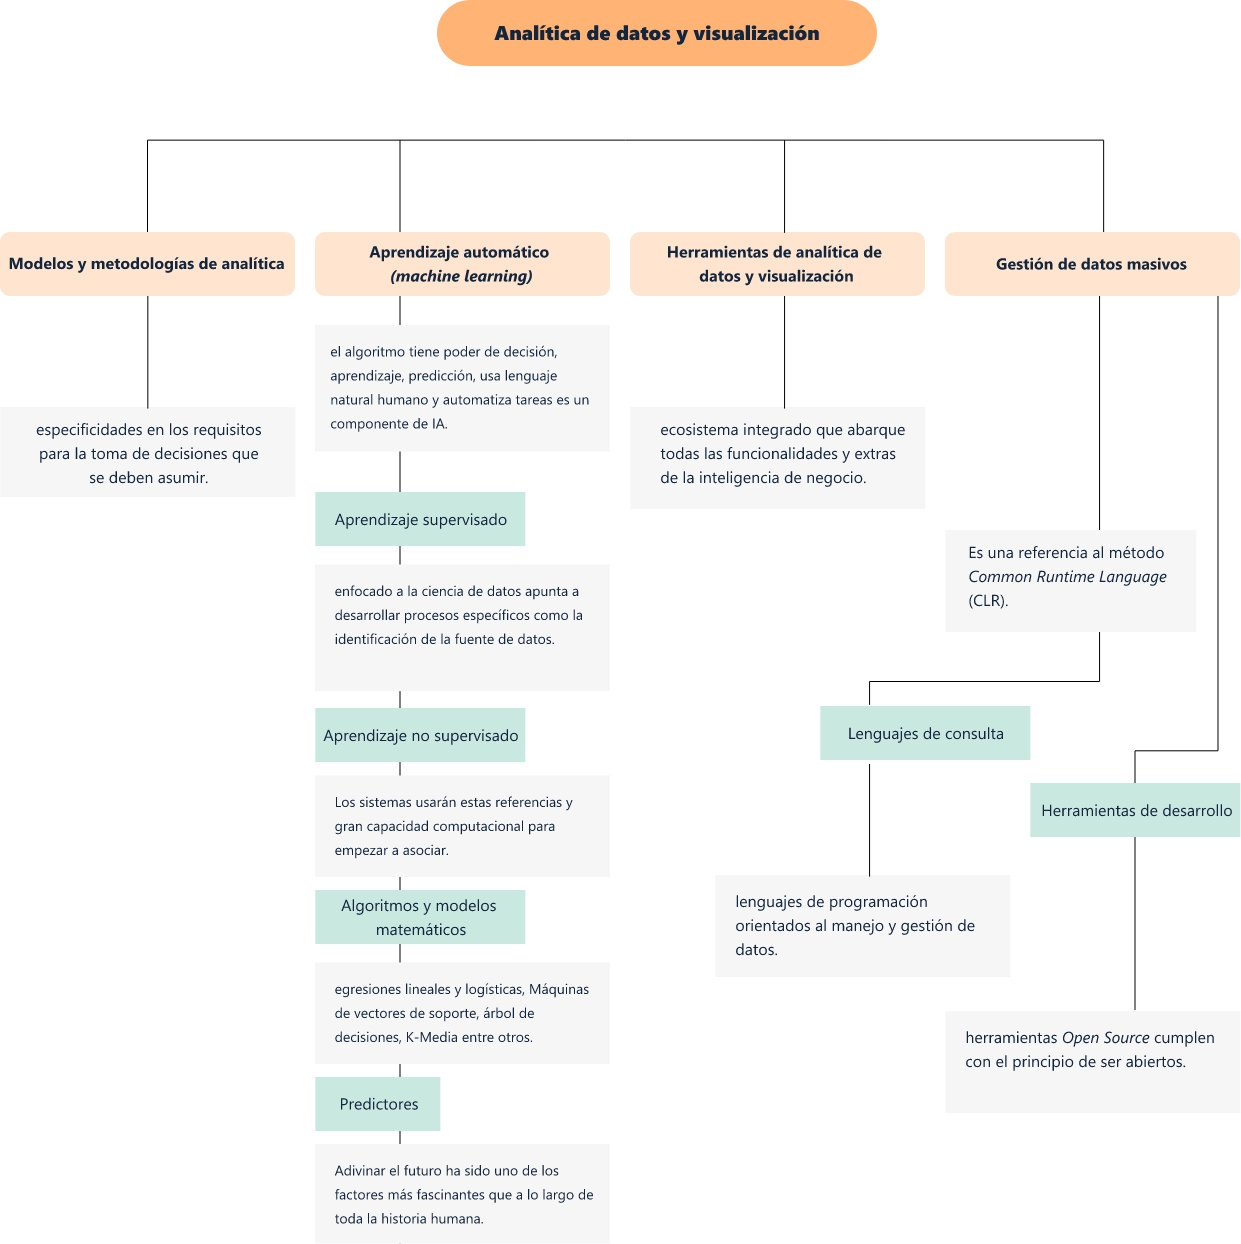 Analítica de datos y visualización
Modelos y metodologías de analítica
especificidades en los requisitos
para la toma de decisiones que
se deben asumir.
Aprendizaje automático
(machine learning)
el algoritmo tiene poder de decisión,
aprendizaje, predicción, usa lenguaje
natural humano y automatiza tareas es un
componente de IA.
Aprendizaje supervisado
enfocado a la ciencia de datos apunta a
desarrollar procesos específicos como la
identificación de la fuente de datos.
Aprendizaje no supervisado
Los sistemas usarán estas referencias y
gran capacidad computacional para
empezar a asociar.
Algoritmos y modelos
matemáticos
egresiones lineales y logísticas, Máquinas
de vectores de soporte, árbol de
decisiones, K-Media entre otros.
Predictores
Adivinar el futuro ha sido uno de los
factores más fascinantes que a lo largo de
toda la historia humana.
Herramientas de analítica de
datos y visualización
ecosistema integrado que abarque
todas las funcionalidades y extras
de la inteligencia de negocio.
Gestión de datos masivos
Es una referencia al método
Common Runtime Language
(CLR).
Lenguajes de consulta
lenguajes de programación
orientados al manejo y gestión de
datos.
Herramientas de desarrollo
herramientas Open Source cumplen
con el principio de ser abiertos.